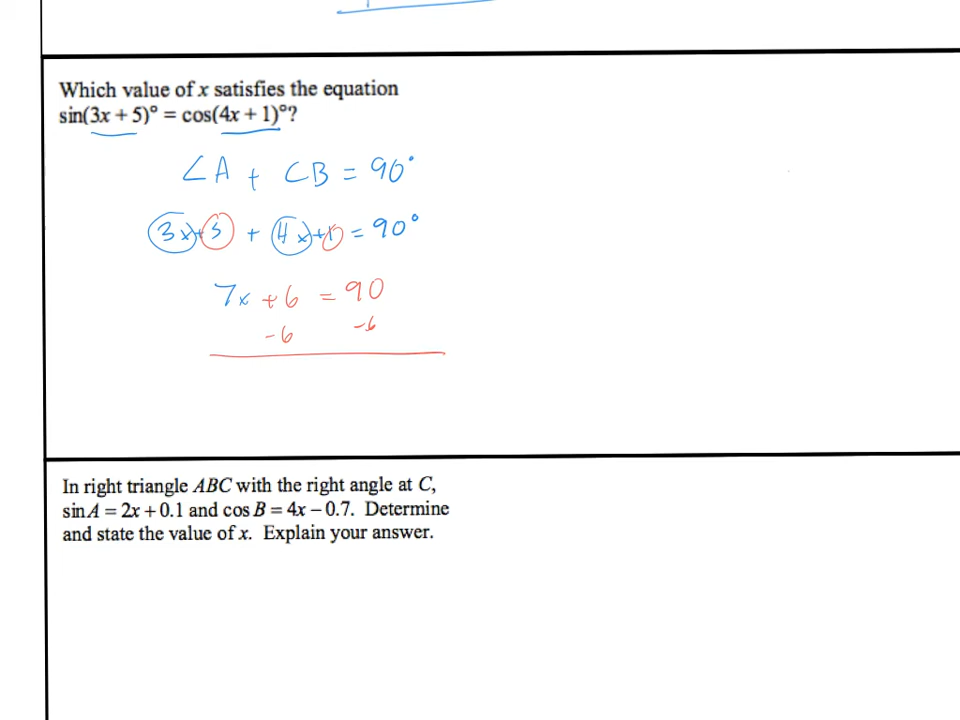 Which value of x satisfies the equation
sin(3x + 5)° = cos(4x + 1)°?
∠A + ∠B = 90°
3x + 5 + 4x + 1 = 90°
7x + 6 = 90
-6 -6
In right triangle ABC with the right angle at C,
sin A = 2x + 0.1 and cos B = 4x – 0.7. Determine
and state the value of x. Explain your answer.